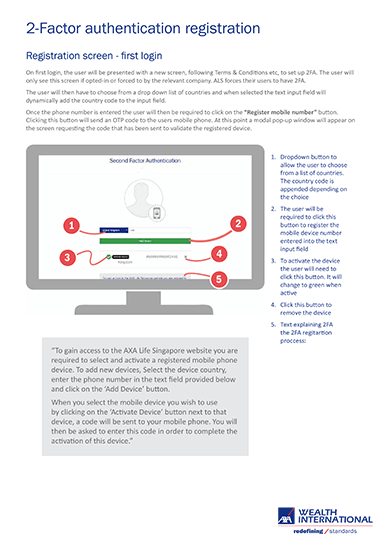 2-Factor authentication registration
Registration screen - first login
On first login, the user will be presented with a new screen, following Terms & Conditions etc, to set up 2FA. The user will
only see this screen if opted-in or forced to by the relevant company. ALS forces their users to have 2FA.
The user will then have to choose from a drop down list of countries and when selected the text input field will
dynamically add the country code to the input field.
Once the phone number is entered the user will then be required to click on the "Register mobile number" button.
Clicking this button will send an OTP code to the users mobile phone. At this point a modal pop-up window will appear on
the screen requesting the code that has been sent to validate the registered device.
Second Factor Authentication
1
2
3
4
5
1. Dropdown button to
allow the user to choose
from a list of countries.
The country code is
appended depending on
the choice
2. The user will be
required to click this
button to register the
mobile device number
entered into the text
input field
3. To activate the device
the user will need to
click this button. It will
change to green when
active
4. Click this button to
remove the device
5. Text explaining 2FA
the 2FA regitartion
proccess:
"To gain access to the AXA Life Singapore website you are
required to select and activate a registered mobile phone
device. To add new devices, Select the device country,
enter the phone number in the text field provided below
and click on the 'Add Device' button.
When you select the mobile device you wish to use
by clicking on the 'Activate Device' button next to that
device, a code will be sent to your mobile phone. You will
then be asked to enter this code in order to complete the
activation of this device."
AXA
WEALTH
INTERNATIONAL
redefining / standards